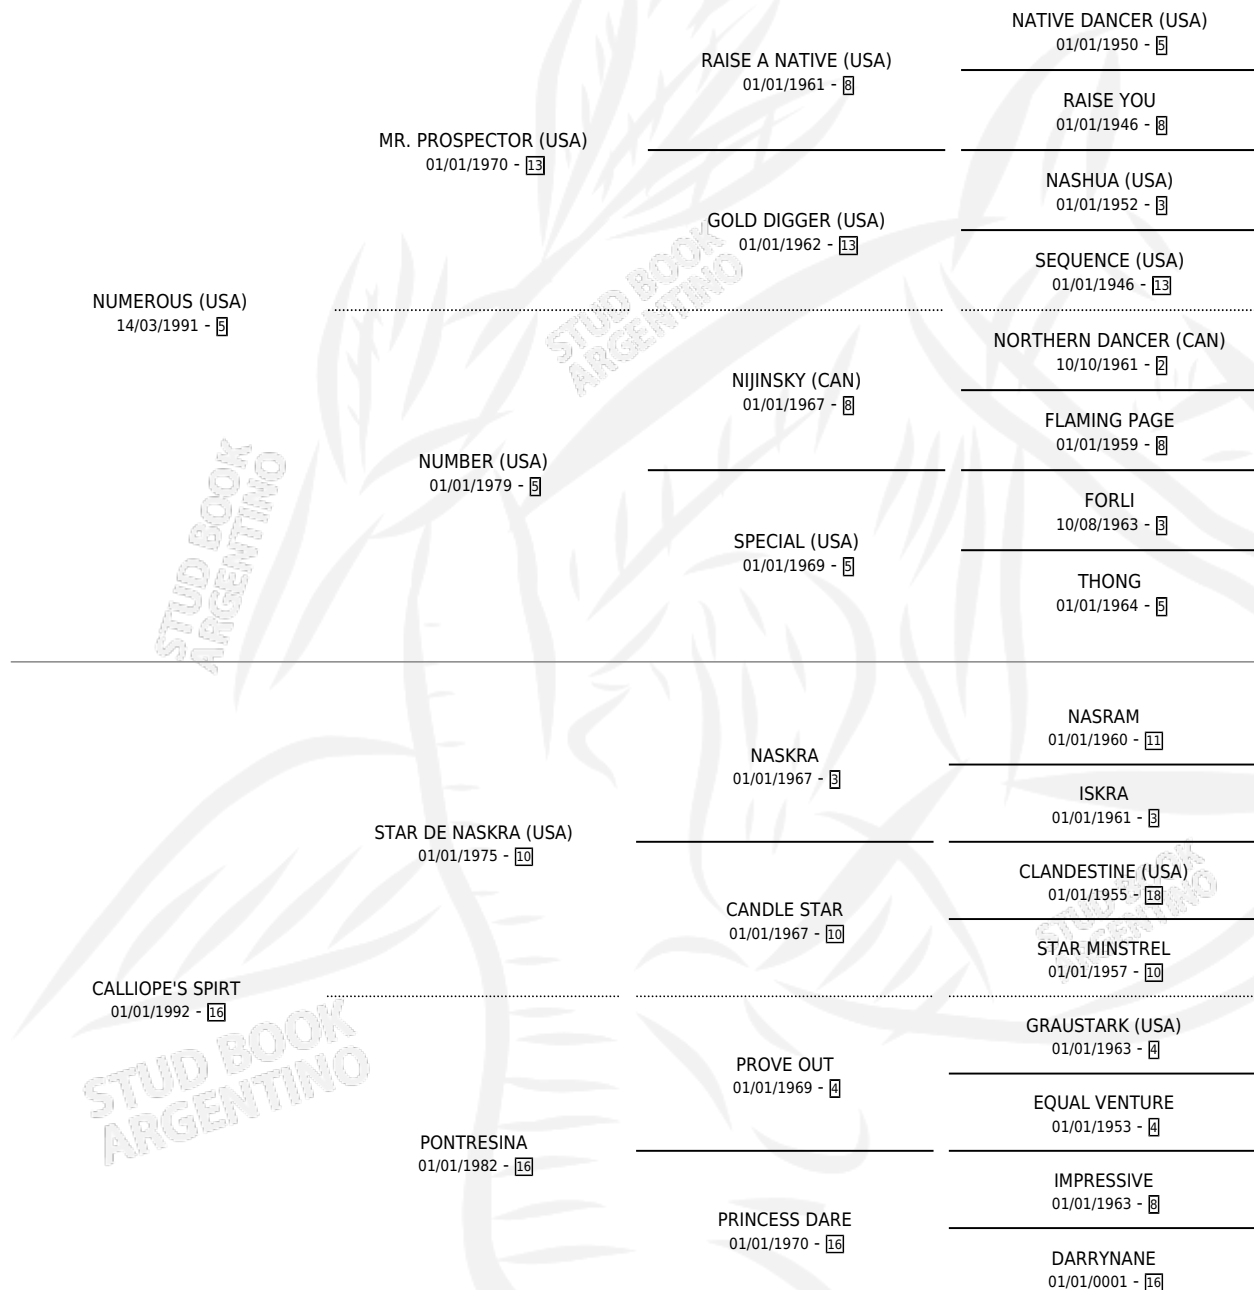 NATIVE DANCER (USA)
01/01/1950 - 5
RAISE A NATIVE (USA)
01/01/1961 - 8
RAISE YOU
01/01/1946 - 8
MR. PROSPECTOR (USA)
01/01/1970 - 13
NASHUA (USA)
01/01/1952 - 3
GOLD DIGGER (USA)
01/01/1962 - 13
SEQUENCE (USA)
01/01/1946 - 13
NUMEROUS (USA)
14/03/1991 - 5
NORTHERN DANCER (CAN)
10/10/1961 - 2
NIJINSKY (CAN)
01/01/1967 - 8
FLAMING PAGE
01/01/1959 - 8
NUMBER (USA)
01/01/1979 - 5
FORLI
10/08/1963 - 3
SPECIAL (USA)
01/01/1969 - 5
THONG
01/01/1964 - 5
NASRAM
01/01/1960 - 11
NASKRA
01/01/1967 - 3
ISKRA
01/01/1961 - 3
STAR DE NASKRA (USA)
01/01/1975 - 10
CLANDESTINE (USA)
01/01/1955 - 18
CANDLE STAR
01/01/1967 - 10
STAR MINSTREL
01/01/1957 - 10
CALLIOPE'S SPIRT
01/01/1992 - 16
GRAUSTARK (USA)
01/01/1963 - 4
PROVE OUT
01/01/1969 - 4
EQUAL VENTURE
01/01/1953 - 4
PONTRESINA
01/01/1982 - 16
IMPRESSIVE
01/01/1963 - 8
PRINCESS DARE
01/01/1970 - 16
DARRYNANE
01/01/0001 - 16
STUD BOOK
ARGENTINO
STUD BOOK
ARGENTINO
STUD BOOK
ARGENTINO
STUD BOOK
ARGENTINO